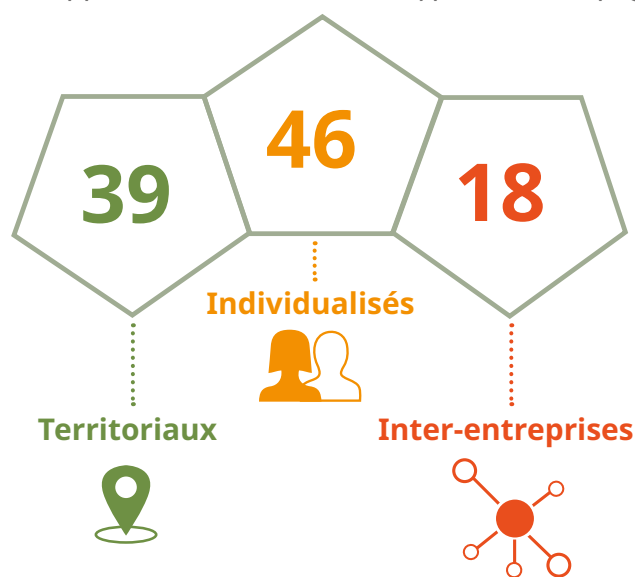 46
39
18
Individualisés
Territoriaux
Inter-entreprises